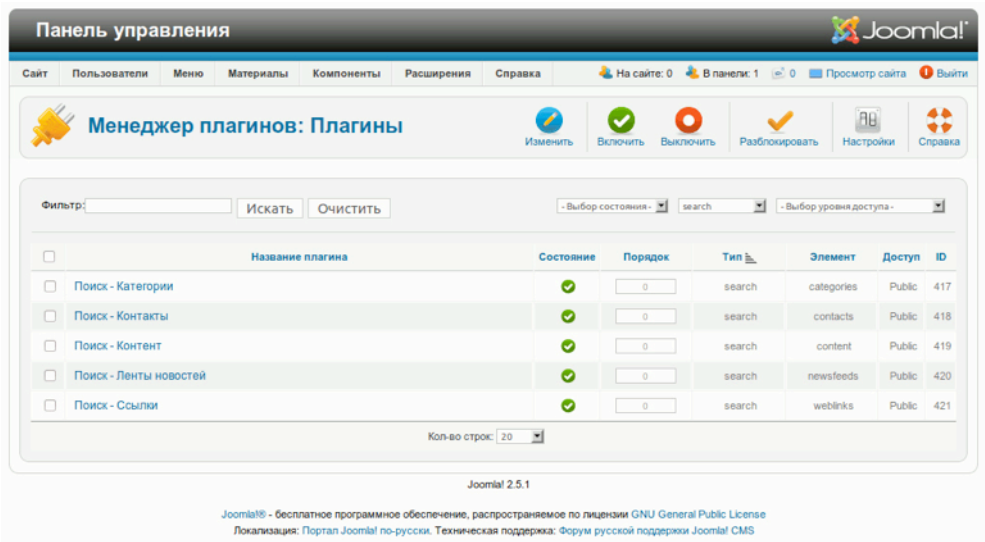 Панель управления
Joomla!
Сайт Пользователи Меню Материалы Компоненты Расширения Справка На сайте: 0 В панели: 1 0 Просмотр сайта Выйти
Менеджер плагинов: Плагины
Изменить Включить Выключить Разблокировать Настройки Справка
Фильтр: Искать Очистить - Выбор состояния - search - Выбор уровня доступа -
Название плагина Состояние Порядок Тип Элемент Доступ ID
Поиск - Категории 0 search categories Public 417
Поиск - Контакты 0 search contacts Public 418
Поиск - Контент 0 search content Public 419
Поиск - Ленты новостей 0 search newsfeeds Public 420
Поиск - Ссылки 0 search weblinks Public 421
Кол-во строк: 20
Joomla! 2.5.1
Joomla!® - бесплатное программное обеспечение, распространяемое по лицензии GNU General Public License
Локализация: Портал Joomla! по-русски. Техническая поддержка: Форум русской поддержки Joomla! CMS